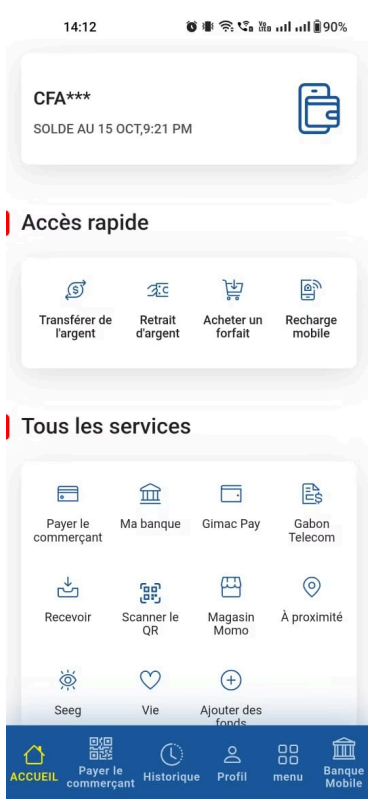 14:12
90%
CFA***
SOLDE AU 15 OCT,9:21 PM
Accès rapide
Transférer de l'argent
Retrait d'argent
Acheter un forfait
Recharge mobile
Tous les services
Payer le commerçant
Ma banque
Gimac Pay
Gabon Telecom
Recevoir
Scanner le QR
Magasin Momo
À proximité
Seeg
Vie
Ajouter des fonds
ACCUEIL
Payer le commerçant
Historique
Profil
menu
Banque Mobile